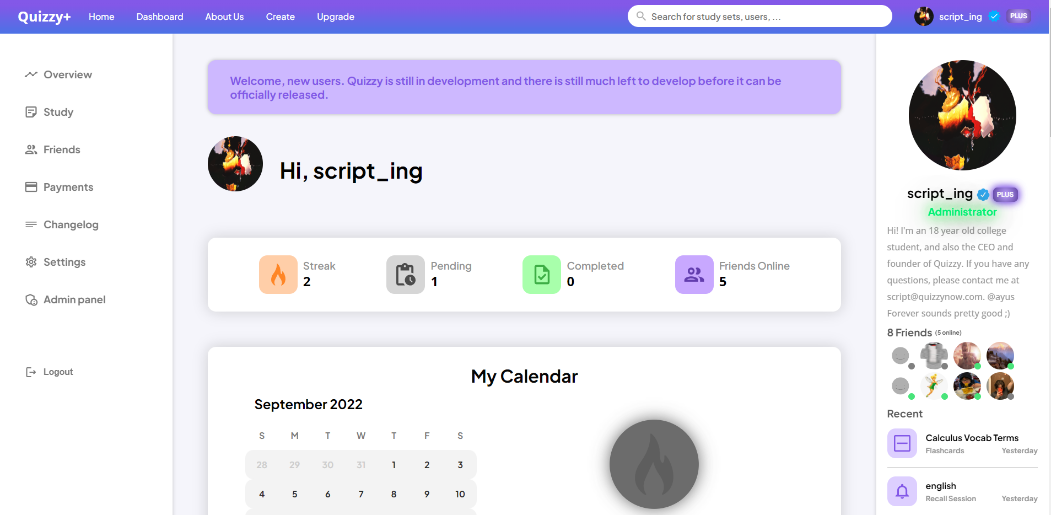 Quizzy+ Home Dashboard About Us Create Upgrade Search for study sets, users, ... script_ing PLUS
Overview
Study
Friends
Payments
Changelog
Settings
Admin panel
Logout
Welcome, new users. Quizzy is still in development and there is still much left to develop before it can be
officially released.
Hi, script_ing
Streak
2
Pending
1
Completed
0
Friends Online
5
My Calendar
September 2022
S M T W T F S
28 29 30 31 1 2 3
4 5 6 7 8 9 10
script_ing PLUS
Administrator
Hi! I'm an 18 year old college
student, and also the CEO and
founder of Quizzy. If you have any
questions, please contact me at
script@quizzynow.com. @ayus
Forever sounds pretty good ;)
8 Friends (5 online)
Recent
Calculus Vocab Terms
Flashcards Yesterday
english
Recall Session Yesterday